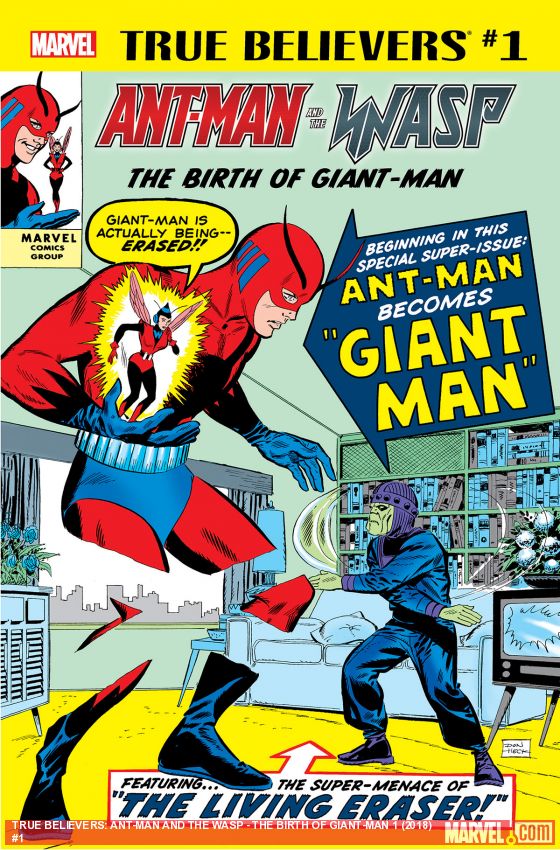 MARVEL
TRUE BELIEVERS® #1
ANT-MAN AND THE WASP
THE BIRTH OF GIANT-MAN
MARVEL
COMICS
GROUP
GIANT-MAN IS
ACTUALLY BEING--
ERASED!!
BEGINNING IN THIS
SPECIAL SUPER-ISSUE:
ANT-MAN
BECOMES
"GIANT
MAN"
DON
HECK
FEATURING... THE SUPER-MENACE OF
"THE LIVING ERASER!"
TRUE BELIEVERS: ANT-MAN AND THE WASP - THE BIRTH OF GIANT-MAN 1 (2018)
#1
MARVEL.com